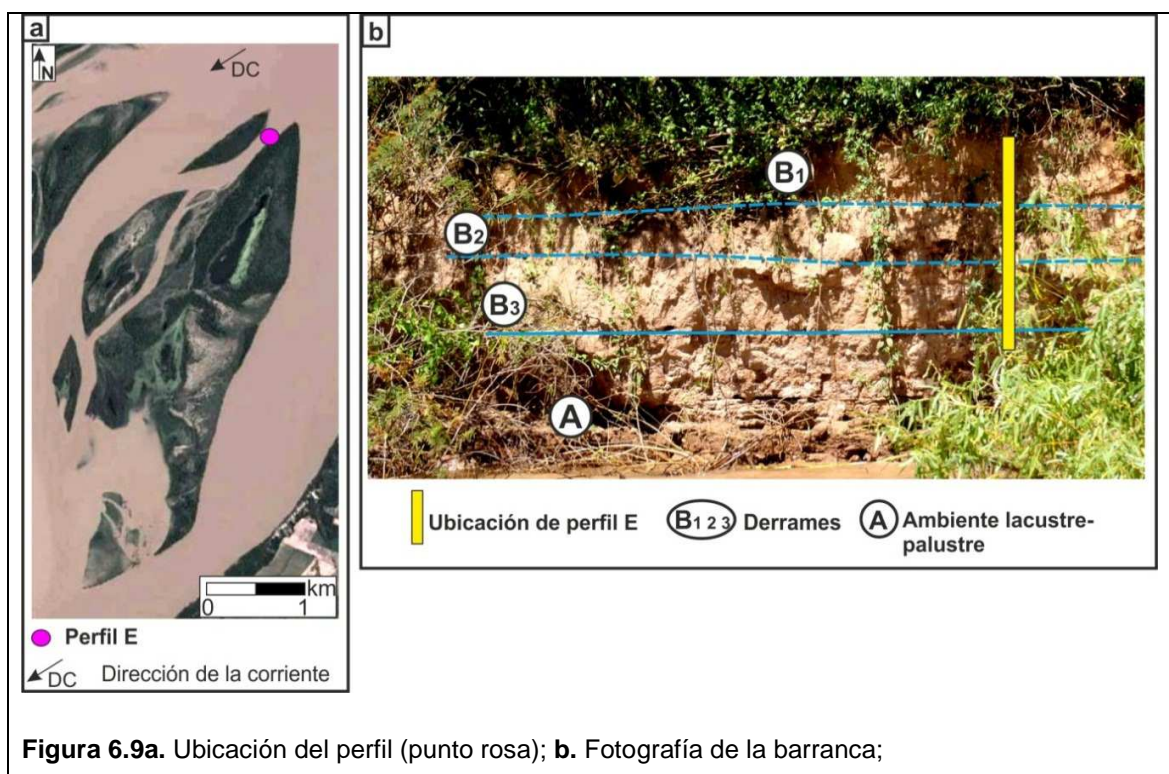 a
N
DC
km
0 1
Perfil E
DC Dirección de la corriente
b
B1
B2
B3
A
Ubicación de perfil E
B1 2 3 Derrames
A Ambiente lacustre-
palustre
Figura 6.9a. Ubicación del perfil (punto rosa); b. Fotografía de la barranca;